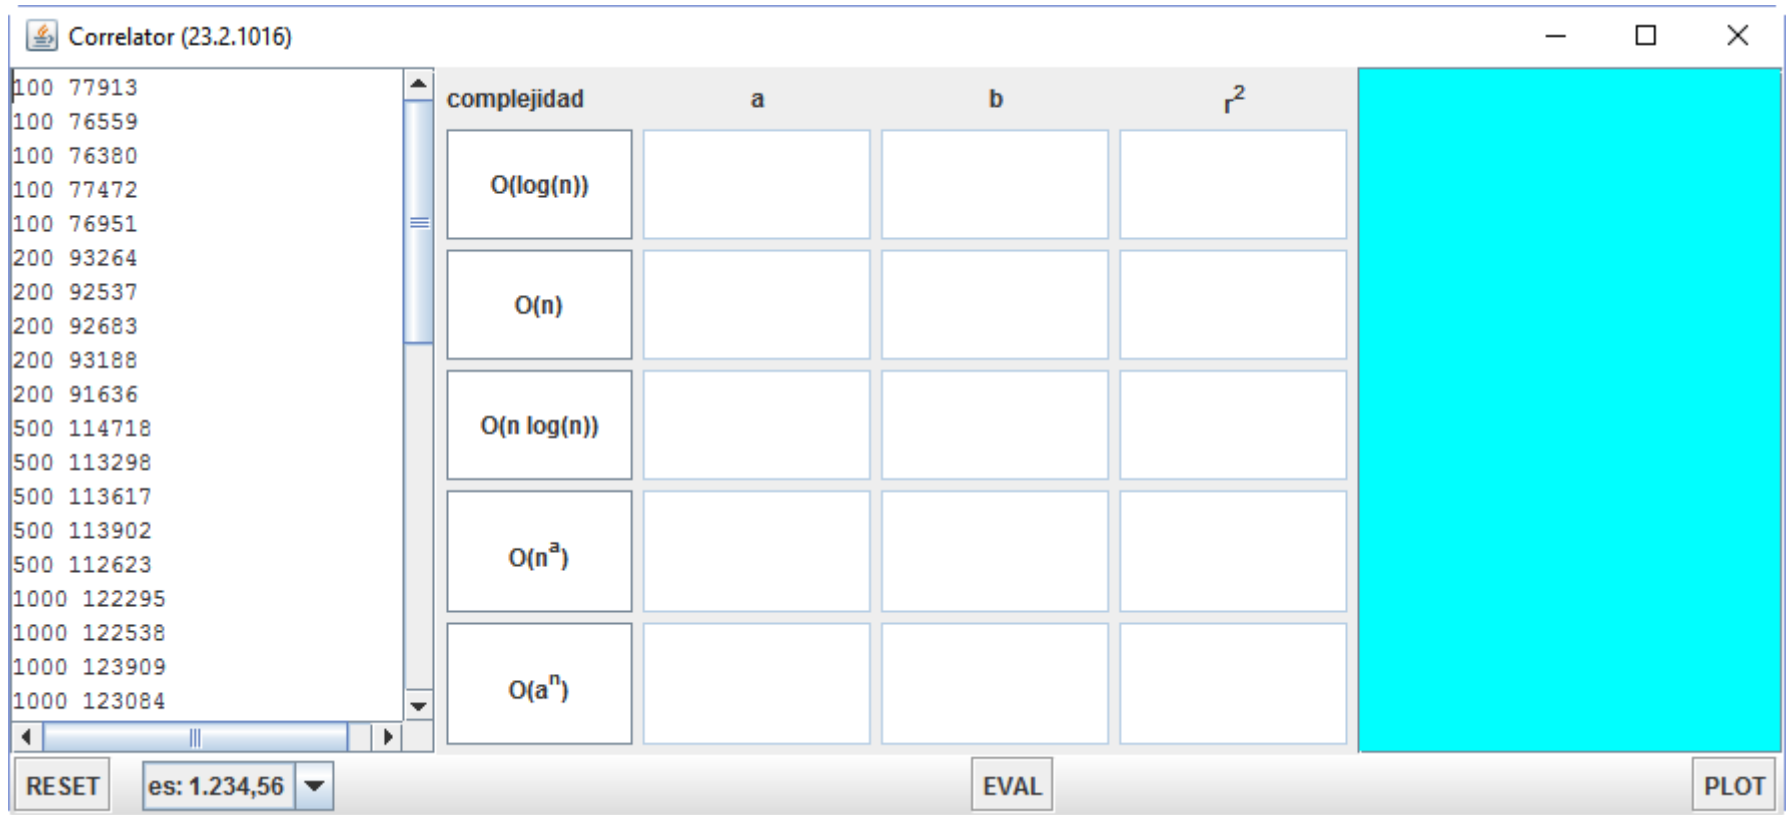 Correlator (23.2.1016)
100 77913
100 76559
100 76380
100 77472
100 76951
200 93264
200 92537
200 92683
200 93188
200 91636
500 114718
500 113298
500 113617
500 113902
500 112623
1000 122295
1000 122538
1000 123909
1000 123084
complejidad a b r²
O(log(n))
O(n)
O(n log(n))
O(nᵃ)
O(aⁿ)
RESET es: 1.234,56 EVAL PLOT